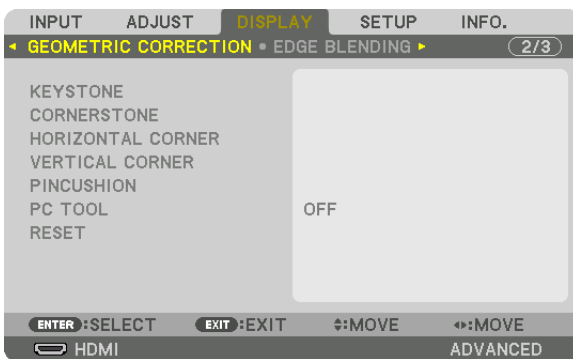 INPUT ADJUST DISPLAY SETUP INFO.
GEOMETRIC CORRECTION • EDGE BLENDING 2/3
KEYSTONE
CORNERSTONE
HORIZONTAL CORNER
VERTICAL CORNER
PINCUSHION
PC TOOL OFF
RESET
ENTER :SELECT EXIT :EXIT :MOVE :MOVE
HDMI ADVANCED